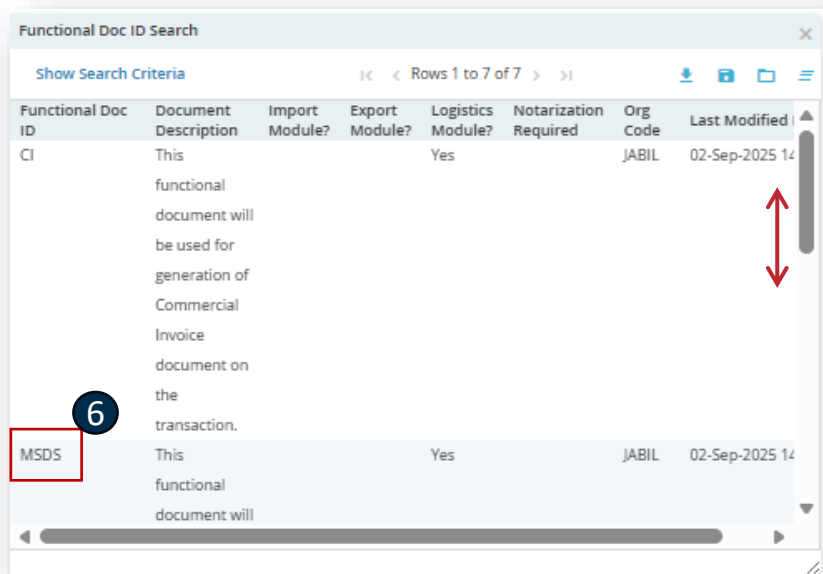 Functional Doc ID Search
Show Search Criteria Rows 1 to 7 of 7
Functional Doc ID Document Description Import Module? Export Module? Logistics Module? Notarization Required Org Code Last Modified
CI This Yes JABIL 02-Sep-2025 14
functional
document will
be used for
generation of
Commercial
Invoice
document on
the
transaction.
6
MSDS This Yes JABIL 02-Sep-2025 14
functional
document will